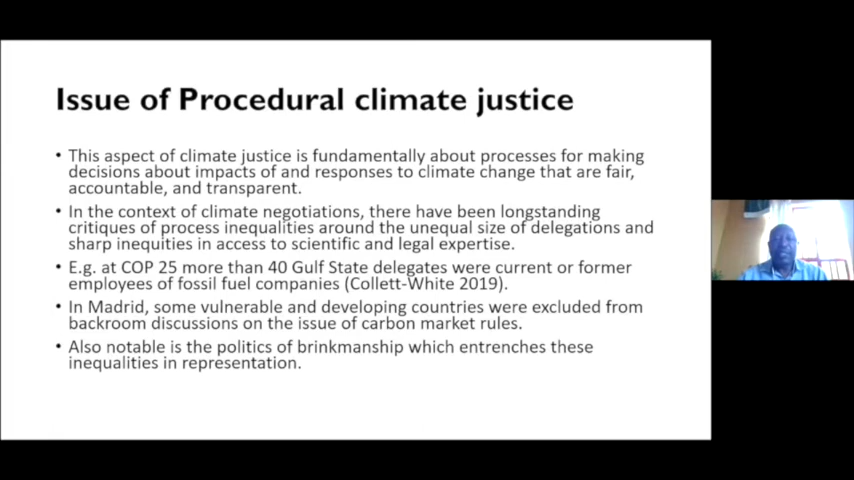 Issue of Procedural climate justice
• This aspect of climate justice is fundamentally about processes for making
decisions about impacts of and responses to climate change that are fair,
accountable, and transparent.
• In the context of climate negotiations, there have been longstanding
critiques of process inequalities around the unequal size of delegations and
sharp inequities in access to scientific and legal expertise.
• E.g. at COP 25 more than 40 Gulf State delegates were current or former
employees of fossil fuel companies (Collett-White 2019).
• In Madrid, some vulnerable and developing countries were excluded from
backroom discussions on the issue of carbon market rules.
• Also notable is the politics of brinkmanship which entrenches these
inequalities in representation.